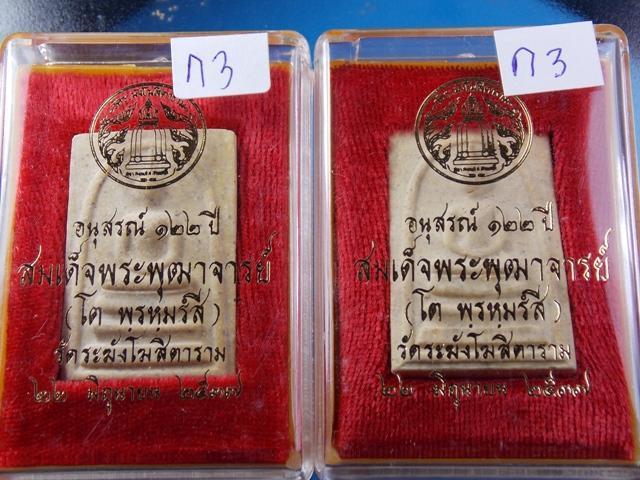 ก3
อนุสรณ์ ๑๒๒ ปี
สมเด็จพระพุฒาจารย์
(โต พรหมรํสี)
วัดระฆังโฆสิตาราม
๒๒ มิถุนายน ๒๕๓๗
ก3
อนุสรณ์ ๑๒๒ ปี
สมเด็จพระพุฒาจารย์
(โต พรหมรํสี)
วัดระฆังโฆสิตาราม
๒๒ มิถุนายน ๒๕๓๗